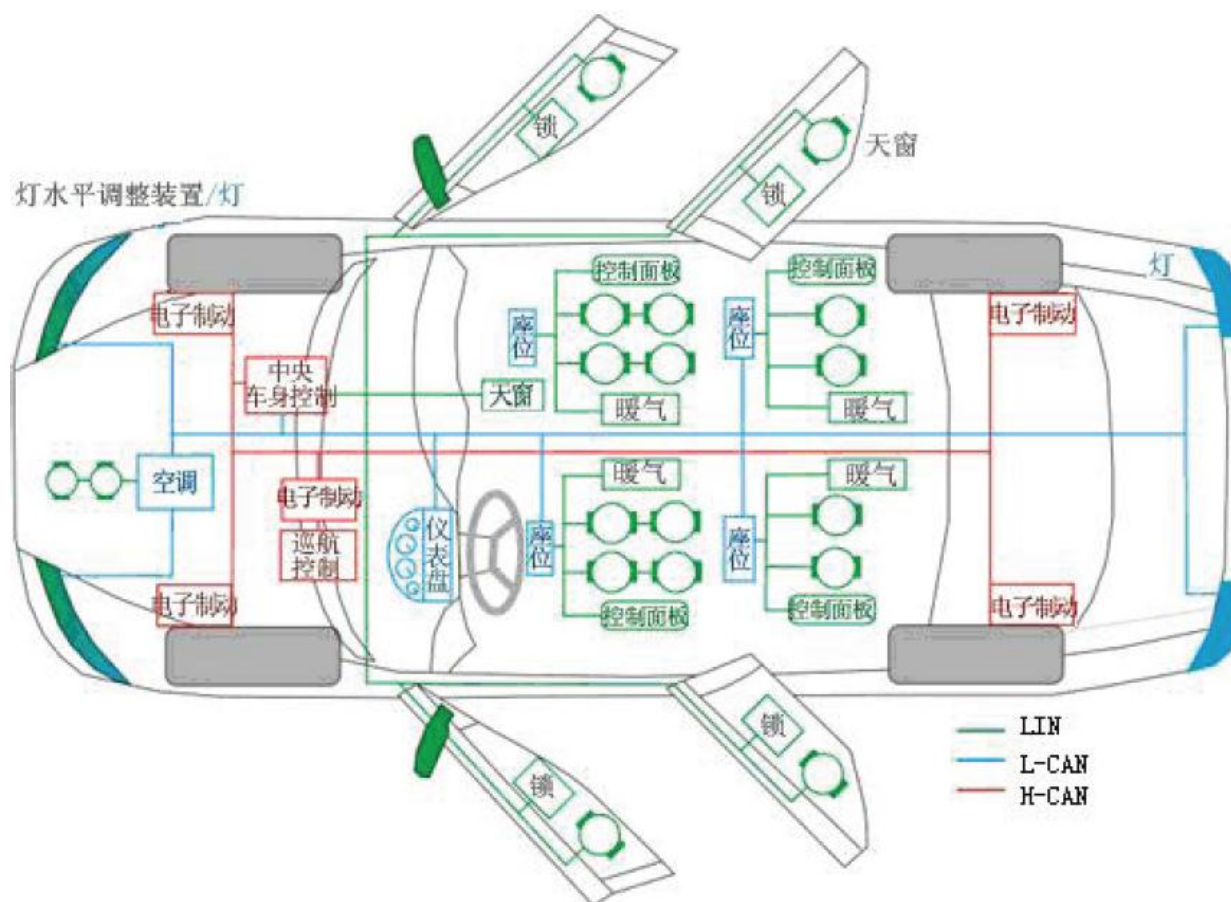 锁
锁
天窗
灯水平调整装置/灯
灯
控制面板
控制面板
电子制动
电子制动
座位
座位
中央
车身控制
天窗
暖气
暖气
空调
电子制动
暖气
暖气
仪表盘
座位
座位
巡航
控制
电子制动
控制面板
控制面板
电子制动
锁
锁
LIN
L-CAN
H-CAN